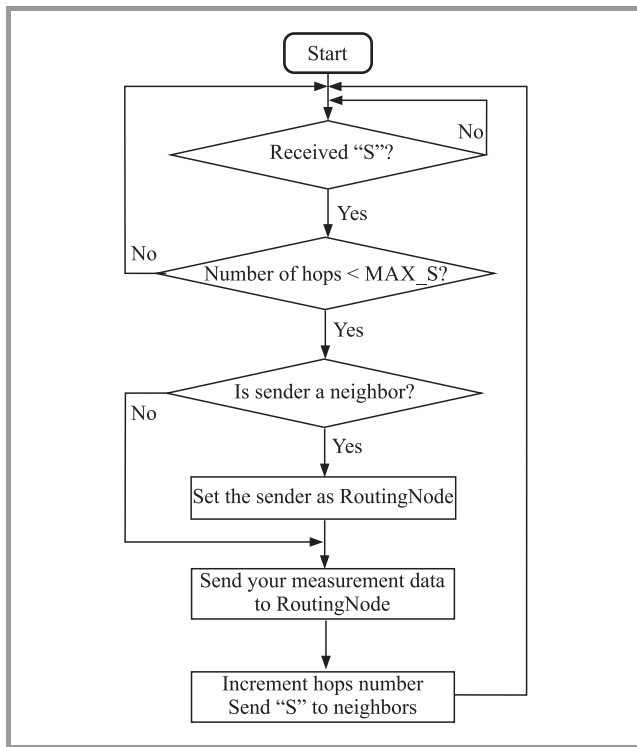 Start
No
Received “S”?
Yes
No
Number of hops < MAX_S?
Yes
Is sender a neighbor?
No
Yes
Set the sender as RoutingNode
Send your measurement data
to RoutingNode
Increment hops number
Send “S” to neighbors